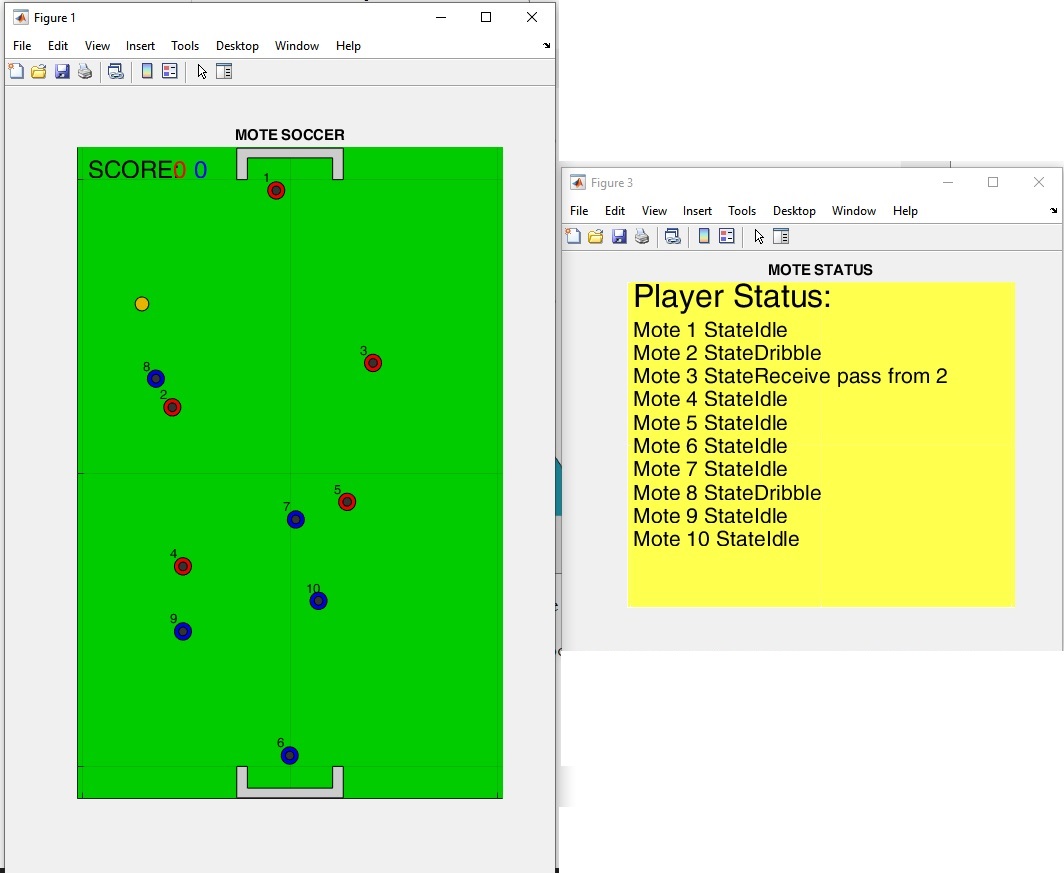 Figure 1
File Edit View Insert Tools Desktop Window Help
MOTE SOCCER
SCORE: 0 0
1
3
8
2
5
7
4
10
9
6
Figure 3
File Edit View Insert Tools Desktop Window Help
MOTE STATUS
Player Status:
Mote 1 StateIdle
Mote 2 StateDribble
Mote 3 StateReceive pass from 2
Mote 4 StateIdle
Mote 5 StateIdle
Mote 6 StateIdle
Mote 7 StateIdle
Mote 8 StateDribble
Mote 9 StateIdle
Mote 10 StateIdle